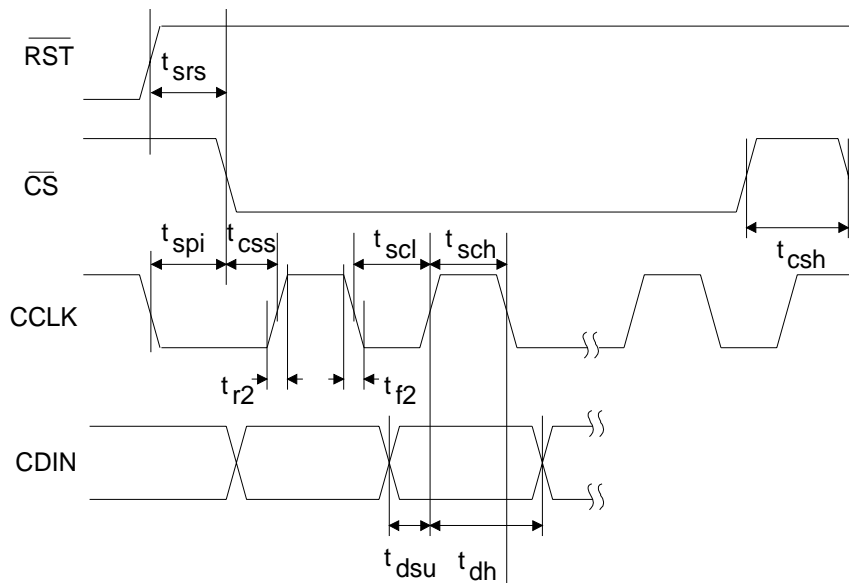 RST
t srs
CS
t spi
t css
t scl
t sch
t csh
CCLK
t r2
t f2
CDIN
t dsu
t dh